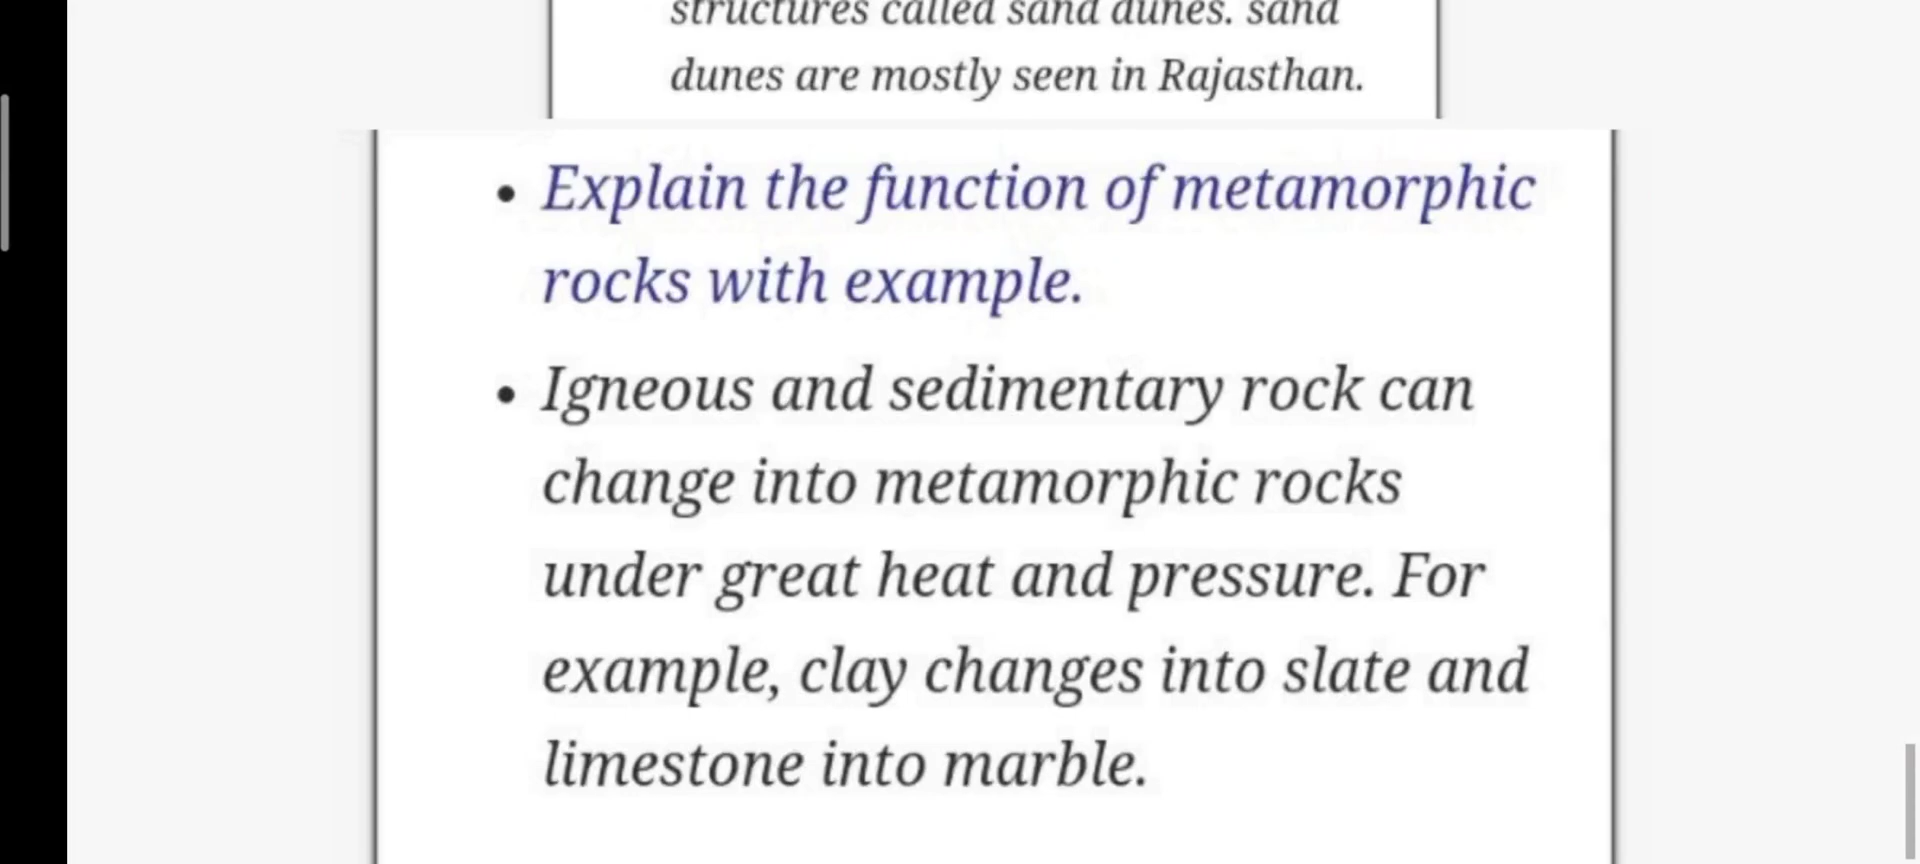 structures called sand dunes. sand
dunes are mostly seen in Rajasthan.
• Explain the function of metamorphic
rocks with example.
• Igneous and sedimentary rock can
change into metamorphic rocks
under great heat and pressure. For
example, clay changes into slate and
limestone into marble.